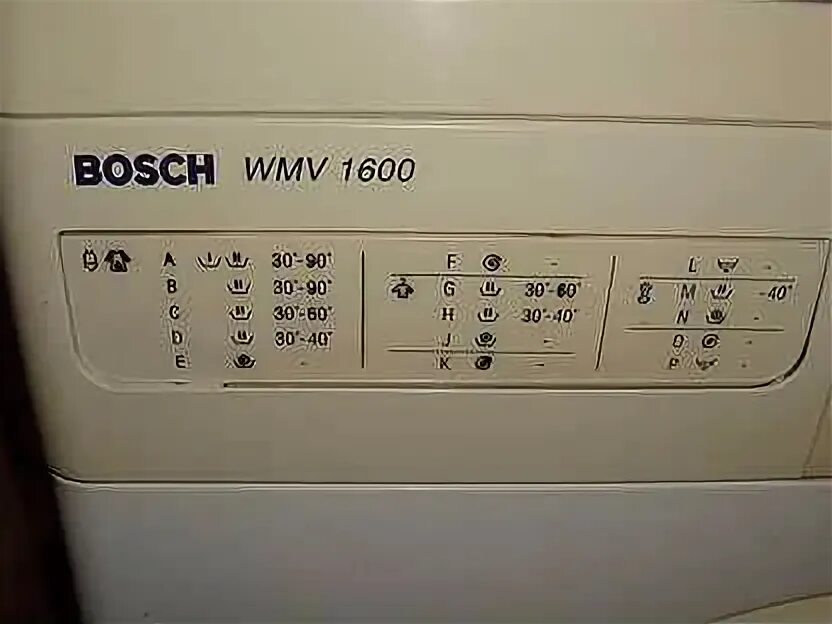 BOSCH WMV 1600
A 30°-90°
B 30°-90°
C 30°-60°
D 30°-40°
E -
F -
G 30°-60°
H 30°-40°
J -
K -
L -
M -40°
N -
O -
P -